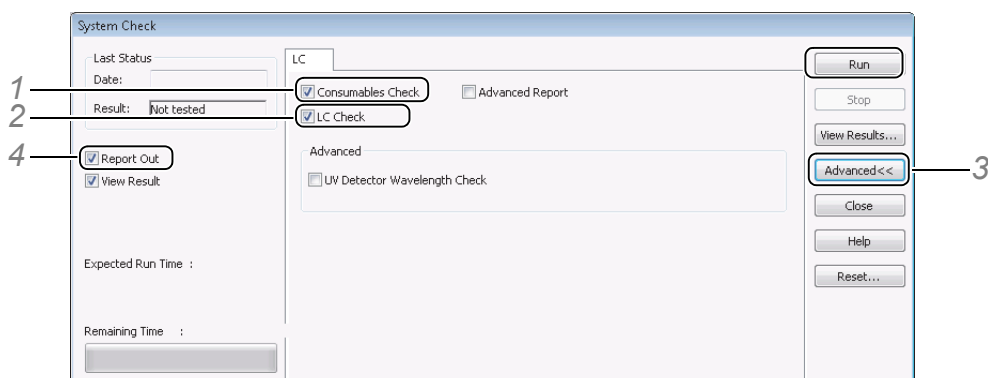 System Check
Last Status
Date:
Result: Not tested
1
2
4
Report Out
View Result
Expected Run Time :
Remaining Time :
LC
Consumables Check
Advanced Report
LC Check
Advanced
UV Detector Wavelength Check
Run
Stop
View Results...
Advanced<<
3
Close
Help
Reset...